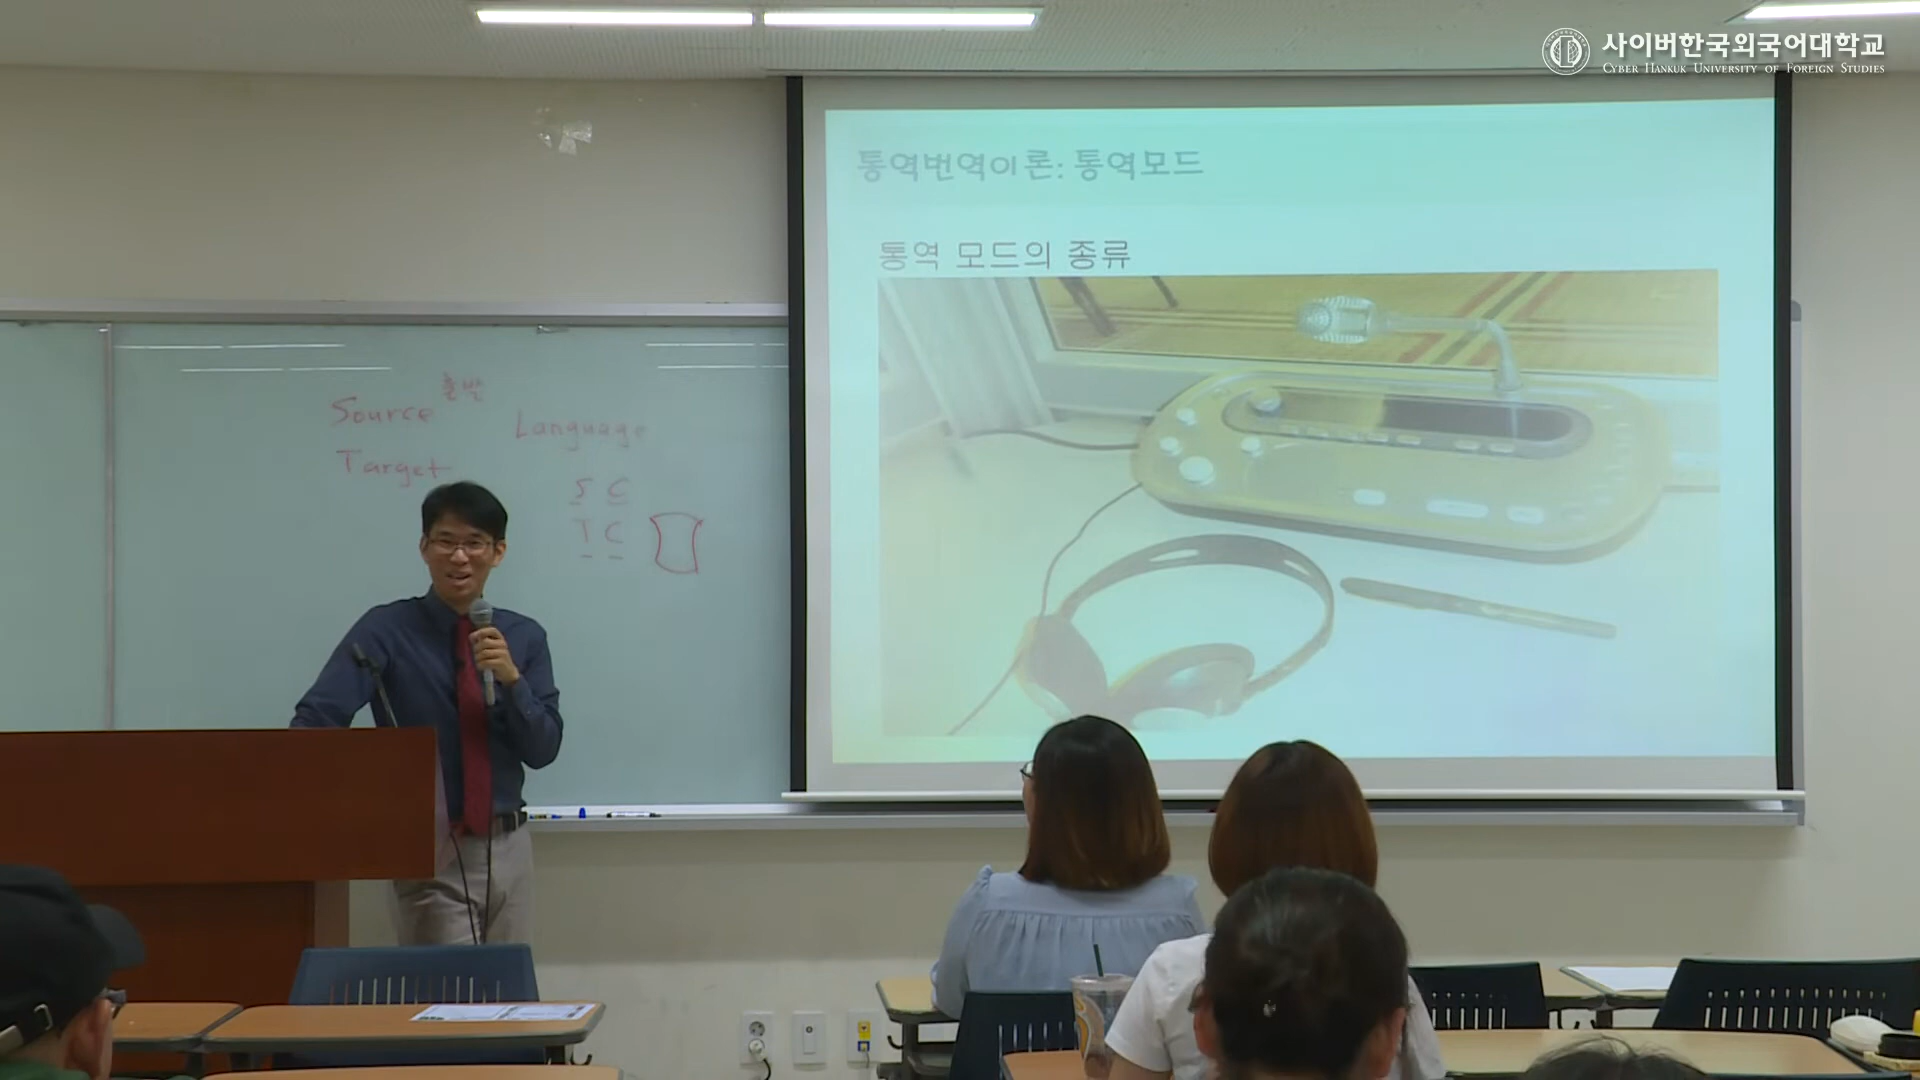 사이버한국외국어대학교
CYBER HANKUK UNIVERSITY OF FOREIGN STUDIES
통역번역이론: 통역모드
통역 모드의 종류
출발
Source
Language
Target
S C
T C